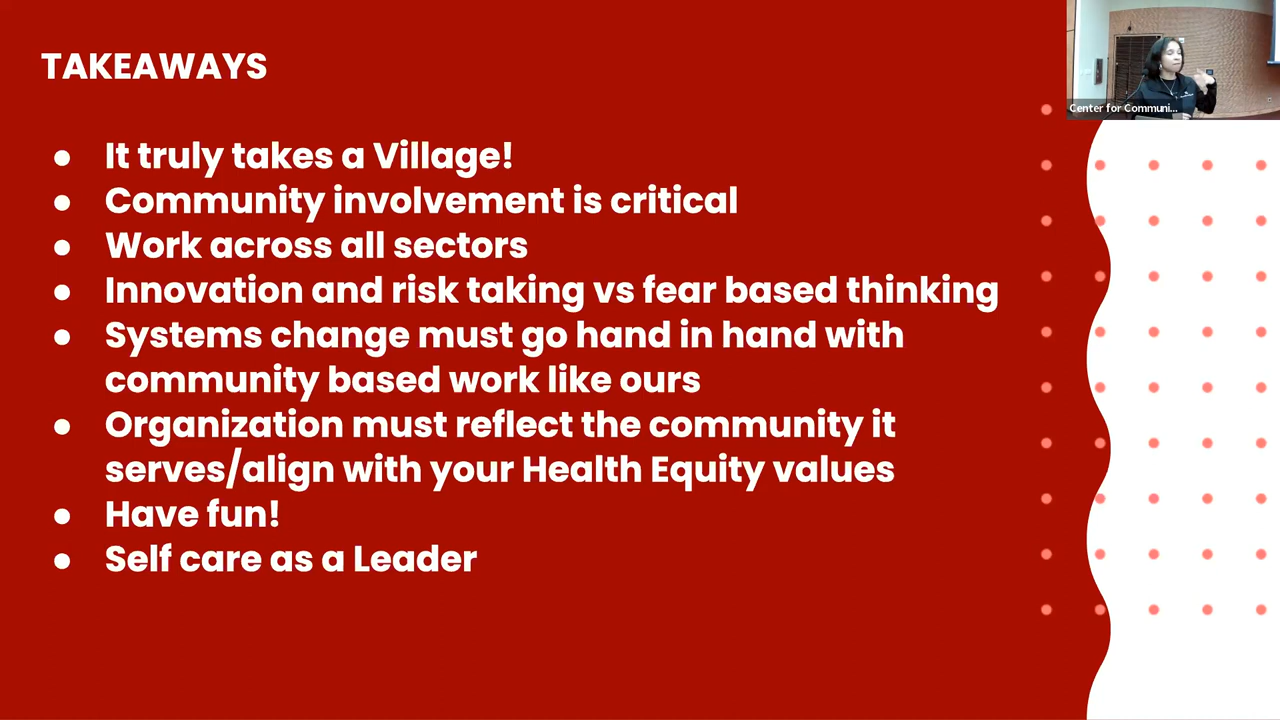 TAKEAWAYS
Center for Communi...
● It truly takes a Village!
● Community involvement is critical
● Work across all sectors
● Innovation and risk taking vs fear based thinking
● Systems change must go hand in hand with
community based work like ours
● Organization must reflect the community it
serves/align with your Health Equity values
● Have fun!
● Self care as a Leader